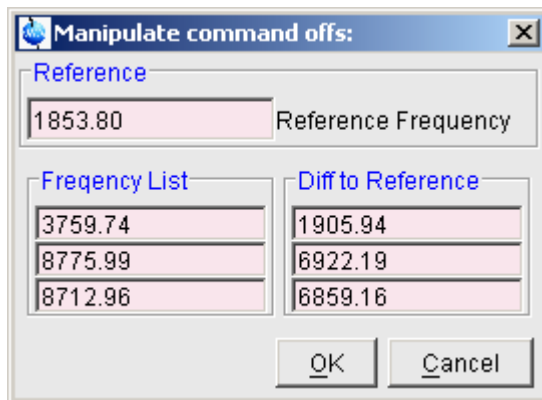 Manipulate command offs:
Reference
1853.80 Reference Frequency
Freqency List Diff to Reference
3759.74 1905.94
8775.99 6922.19
8712.96 6859.16
OK Cancel